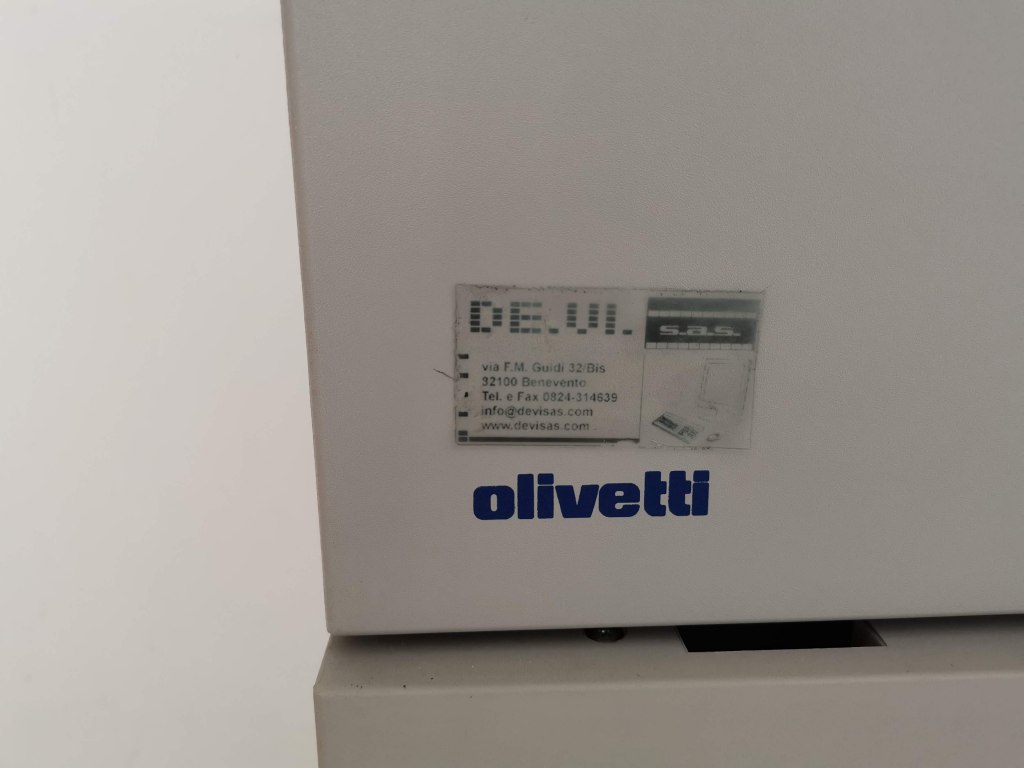 DE.VI.
s.a.s.
via F.M. Guidi 32/Bis
32100 Benevento
Tel. e Fax 0824-314639
info@devisas.com
www.devisas.com
olivetti